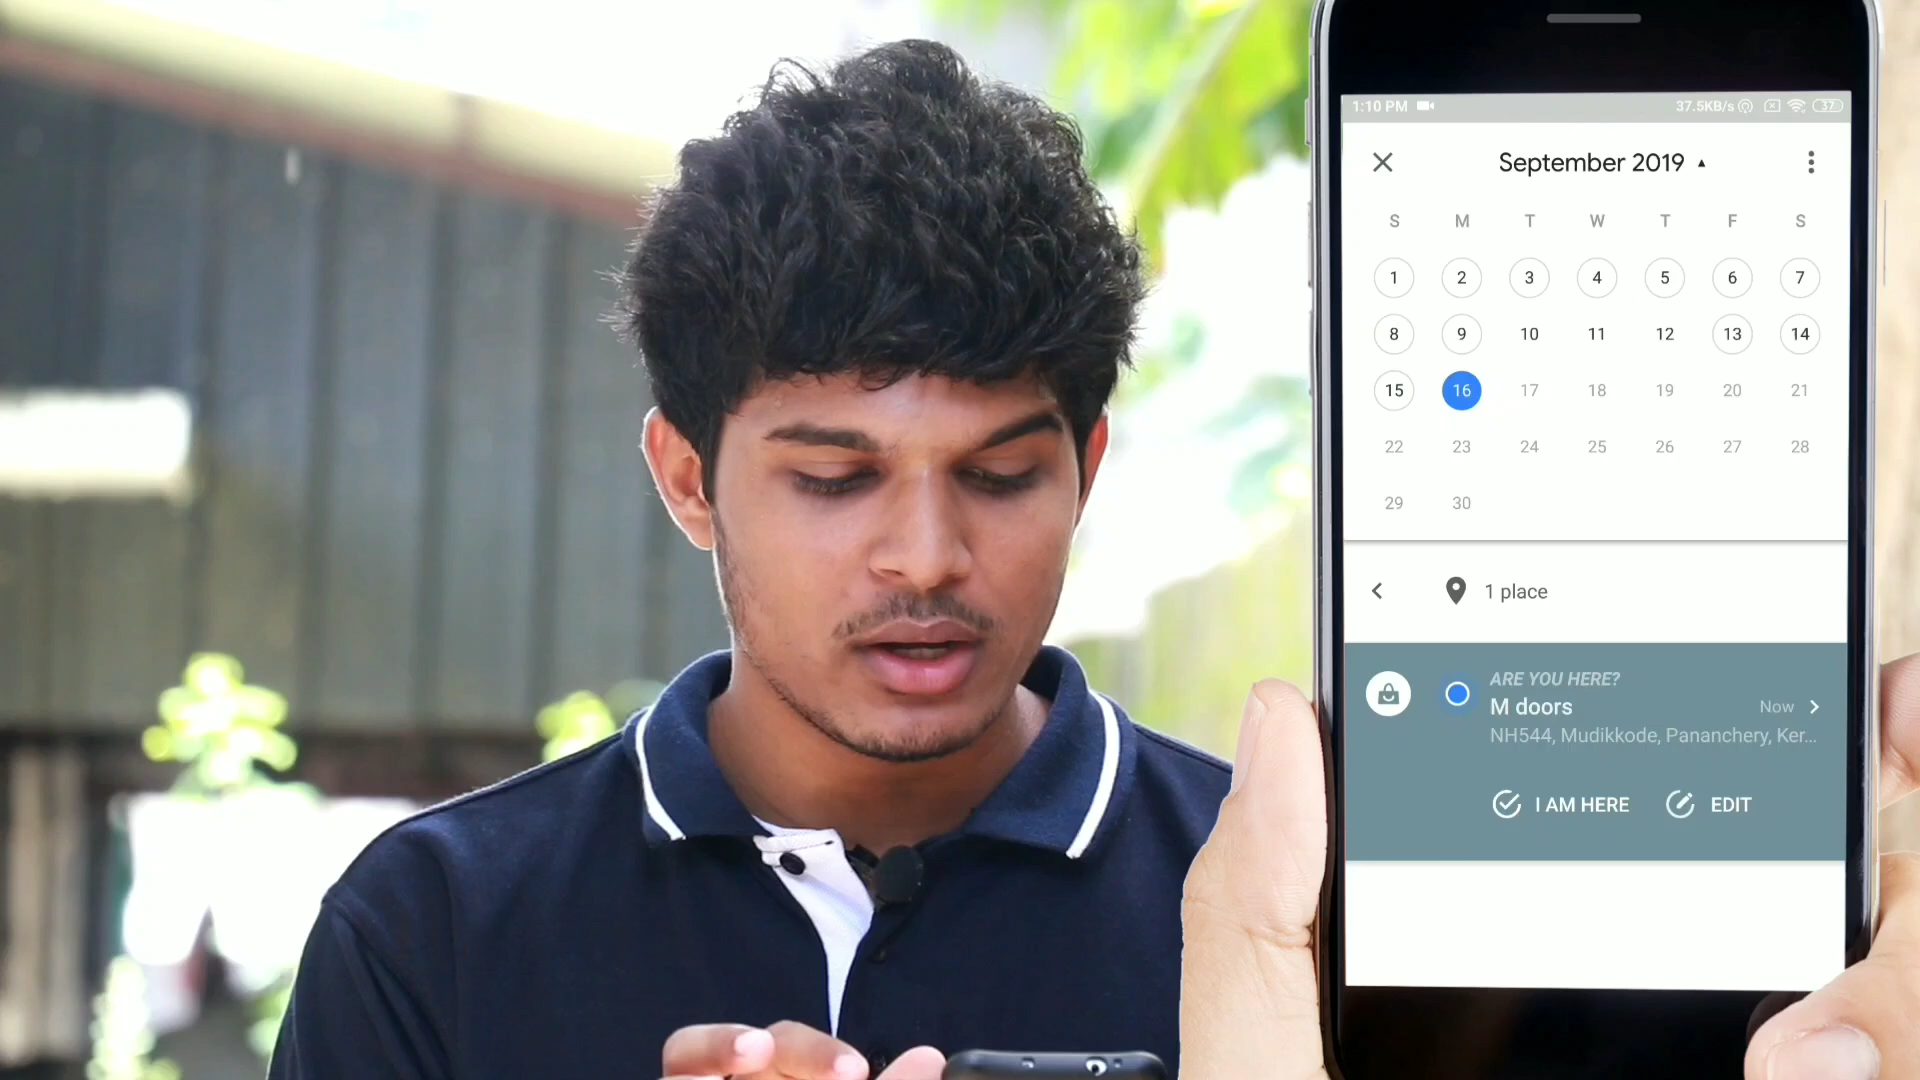 1:10 PM 37.5KB/s 37
September 2019
S M T W T F S
1 2 3 4 5 6 7
8 9 10 11 12 13 14
15 16 17 18 19 20 21
22 23 24 25 26 27 28
29 30
1 place
ARE YOU HERE?
M doors Now
NH544, Mudikkode, Pananchery, Ker...
I AM HERE EDIT